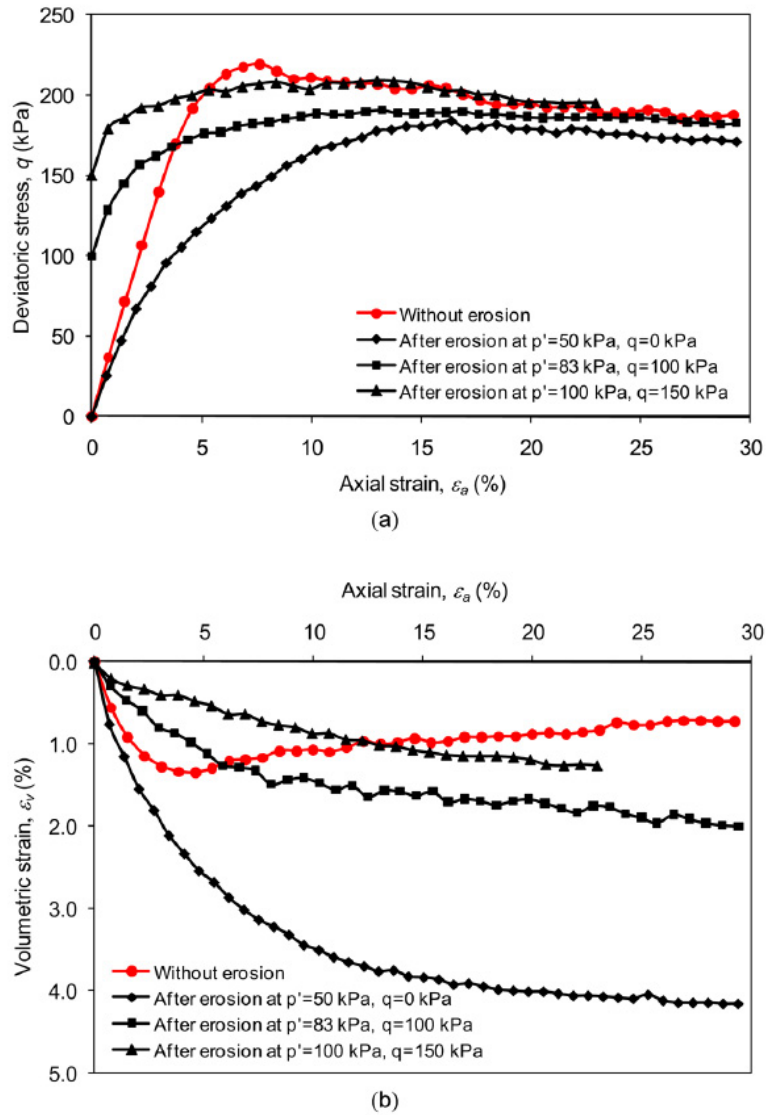 250
200
150
100
50
0
Deviatoric stress, q (kPa)
Without erosion
After erosion at p'=50 kPa, q=0 kPa
After erosion at p'=83 kPa, q=100 kPa
After erosion at p'=100 kPa, q=150 kPa
0 5 10 15 20 25 30
Axial strain, εa (%)
(a)
Axial strain, εa (%)
0 5 10 15 20 25 30
0.0
1.0
2.0
3.0
4.0
5.0
Volumetric strain, εv (%)
Without erosion
After erosion at p'=50 kPa, q=0 kPa
After erosion at p'=83 kPa, q=100 kPa
After erosion at p'=100 kPa, q=150 kPa
(b)